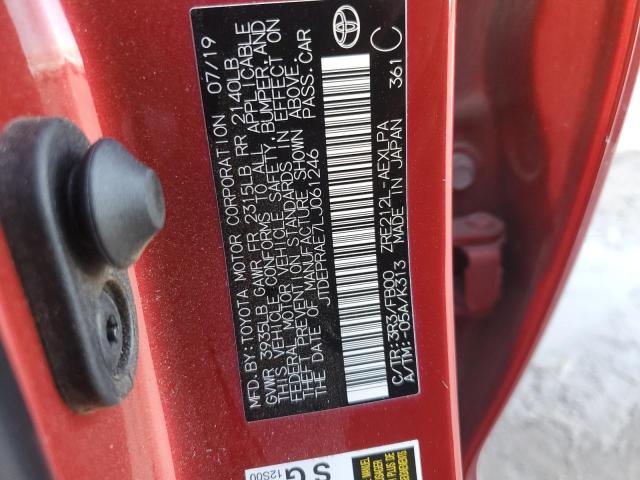 MFD. BY: TOYOTA MOTOR CORPORATION 07/19
GVWR 3935LB GAWR FR 2315LB RR 2140LB
THIS VEHICLE CONFORMS TO ALL APPLICABLE
FEDERAL MOTOR VEHICLE SAFETY, BUMPER, AND
THEFT PREVENTION STANDARDS IN EFFECT ON
THE DATE OF MANUFACTURE SHOWN ABOVE.
JTDEPRAE7LJ061246 PASS. CAR
C/TR:3R3/FB00 ZRE212L-AEXLPA
A/TM:-05A/K313 MADE IN JAPAN 361 C
12S00